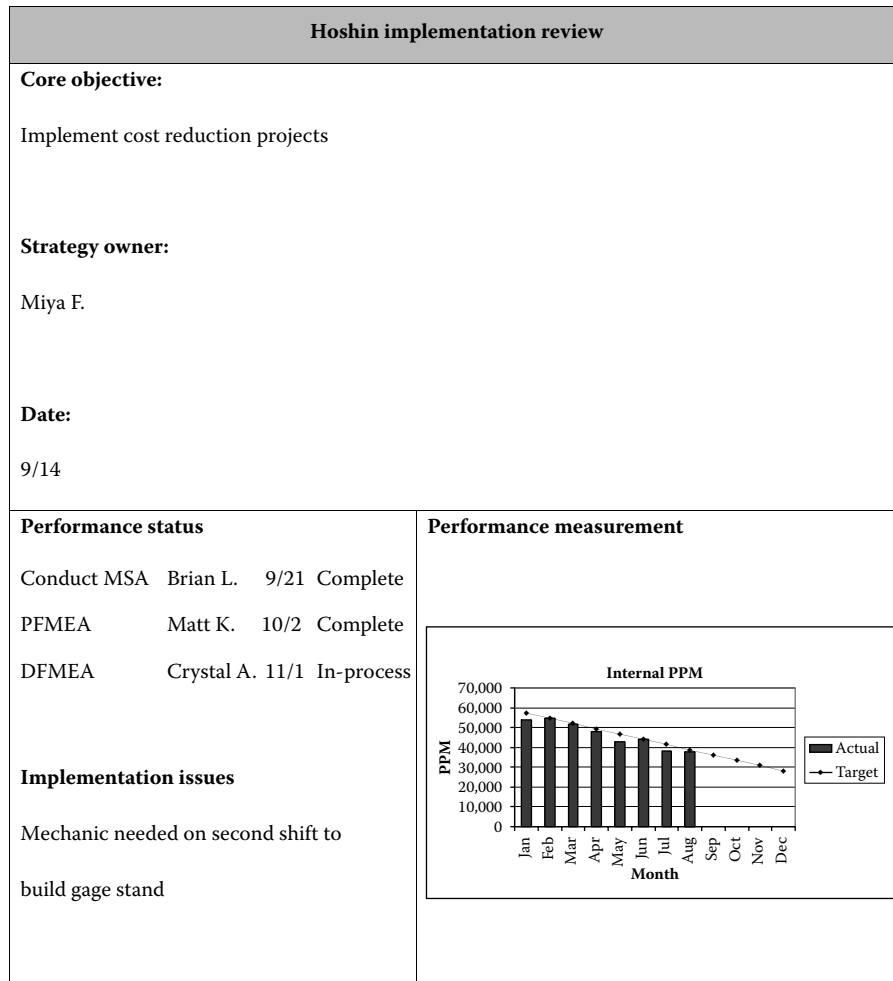 Hoshin implementation review
Core objective:
Implement cost reduction projects
Strategy owner:
Miya F.
Date:
9/14
Performance status
Conduct MSA Brian L. 9/21 Complete
PFMEA Matt K. 10/2 Complete
DFMEA Crystal A. 11/1 In-process
Implementation issues
Mechanic needed on second shift to
build gage stand
Performance measurement
Internal PPM
70,000
60,000
50,000
40,000
30,000
20,000
10,000
0
PPM
Jan
Feb
Mar
Apr
May
Jun
Jul
Aug
Sep
Oct
Nov
Dec
Month
Actual
Target